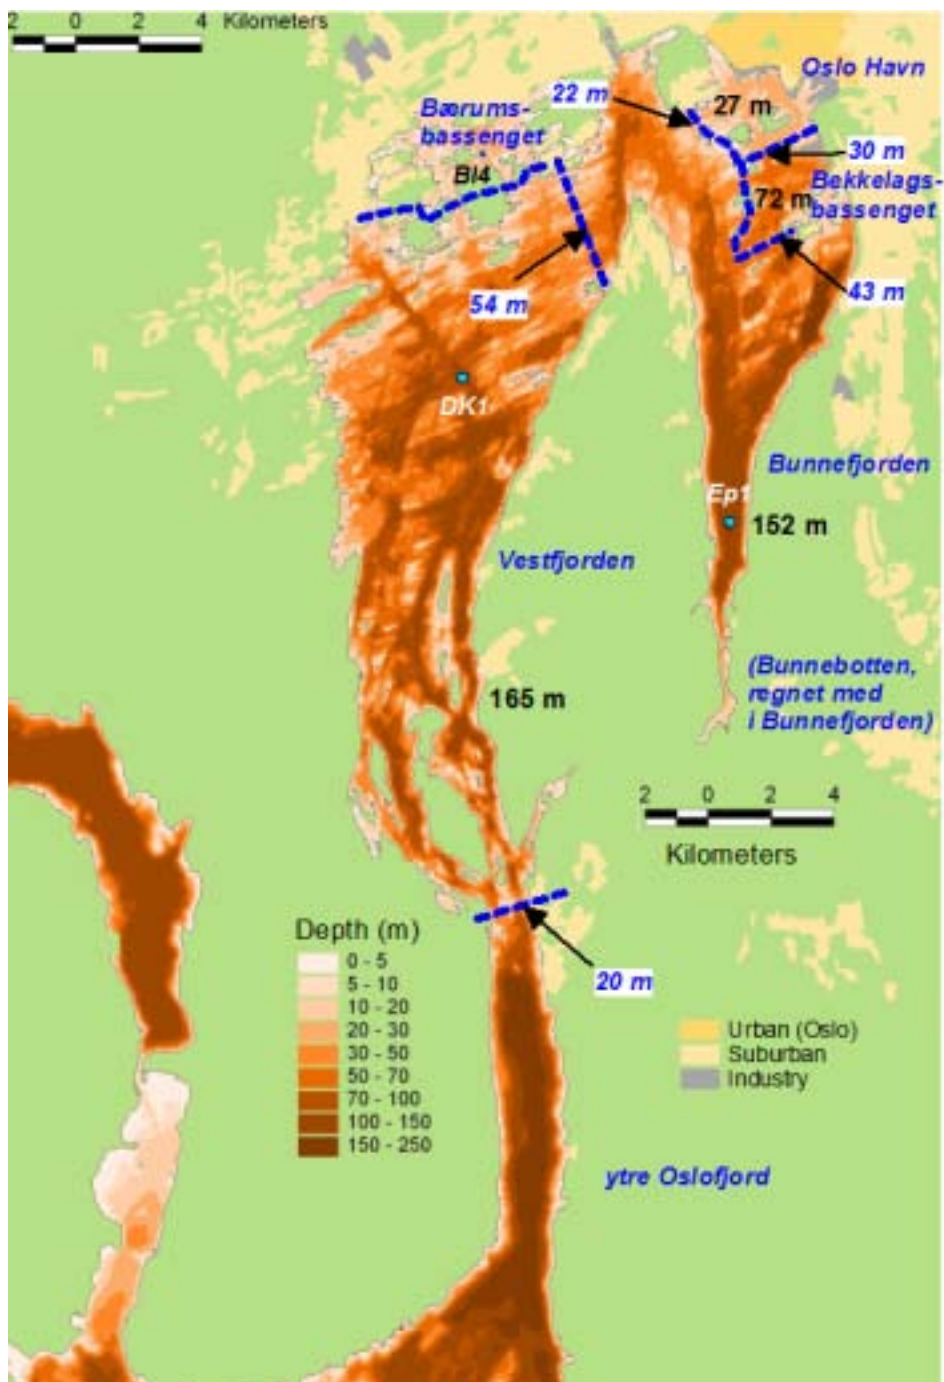 2 0 2 4 Kilometers
Oslo Havn
22 m
27 m
Bærums-
bassenget
30 m
BI4
Bekkelags-
bassenget
72 m
54 m
43 m
DK1
Bunnefjorden
Ep1
152 m
Vestfjorden
(Bunnebotten,
regnet med
i Bunnefjorden)
165 m
2 0 2 4
Kilometers
Depth (m)
0 - 5
5 - 10
10 - 20
20 - 30
30 - 50
50 - 70
70 - 100
100 - 150
150 - 250
20 m
Urban (Oslo)
Suburban
Industry
ytre Oslofjord